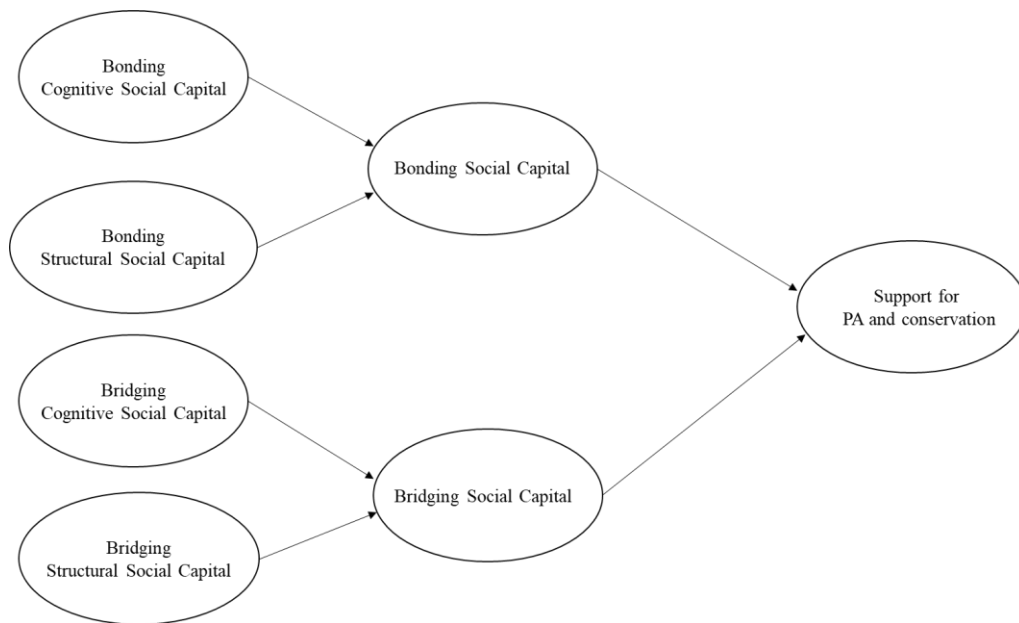 Bonding
Cognitive Social Capital
Bonding Social Capital
Bonding
Structural Social Capital
Support for
PA and conservation
Bridging
Cognitive Social Capital
Bridging Social Capital
Bridging
Structural Social Capital